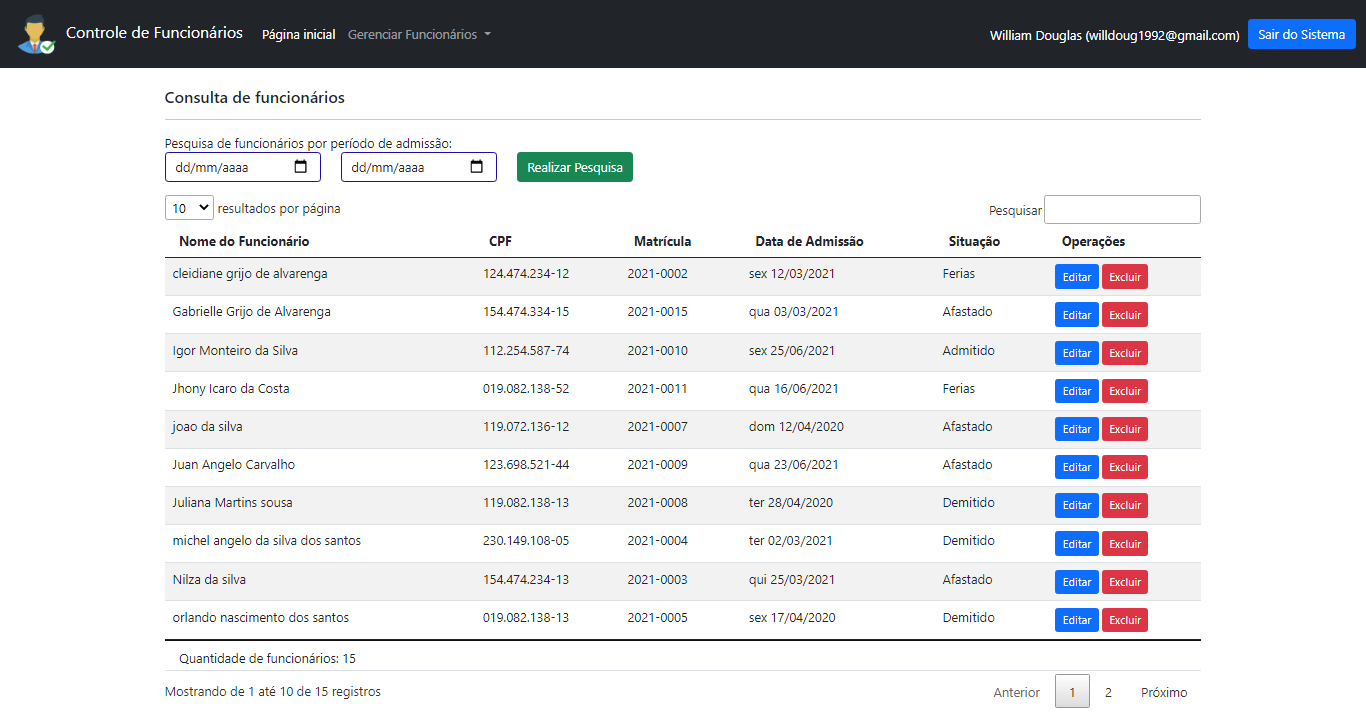 Controle de Funcionários Página inicial Gerenciar Funcionários William Douglas (willdoug1992@gmail.com) Sair do Sistema
Consulta de funcionários
Pesquisa de funcionários por período de admissão:
dd/mm/aaaa dd/mm/aaaa Realizar Pesquisa
10 resultados por página Pesquisar
Nome do Funcionário CPF Matrícula Data de Admissão Situação Operações
cleidiane grijo de alvarenga 124.474.234-12 2021-0002 sex 12/03/2021 Ferias Editar Excluir
Gabrielle Grijo de Alvarenga 154.474.334-15 2021-0015 qua 03/03/2021 Afastado Editar Excluir
Igor Monteiro da Silva 112.254.587-74 2021-0010 sex 25/06/2021 Admitido Editar Excluir
Jhony Icaro da Costa 019.082.138-52 2021-0011 qua 16/06/2021 Ferias Editar Excluir
joao da silva 119.072.136-12 2021-0007 dom 12/04/2020 Afastado Editar Excluir
Juan Angelo Carvalho 123.698.521-44 2021-0009 qua 23/06/2021 Afastado Editar Excluir
Juliana Martins sousa 119.082.138-13 2021-0008 ter 28/04/2020 Demitido Editar Excluir
michel angelo da silva dos santos 230.149.108-05 2021-0004 ter 02/03/2021 Demitido Editar Excluir
Nilza da silva 154.474.234-13 2021-0003 qui 25/03/2021 Afastado Editar Excluir
orlando nascimento dos santos 019.082.138-13 2021-0005 sex 17/04/2020 Demitido Editar Excluir
Quantidade de funcionários: 15
Mostrando de 1 até 10 de 15 registros Anterior 1 2 Próximo